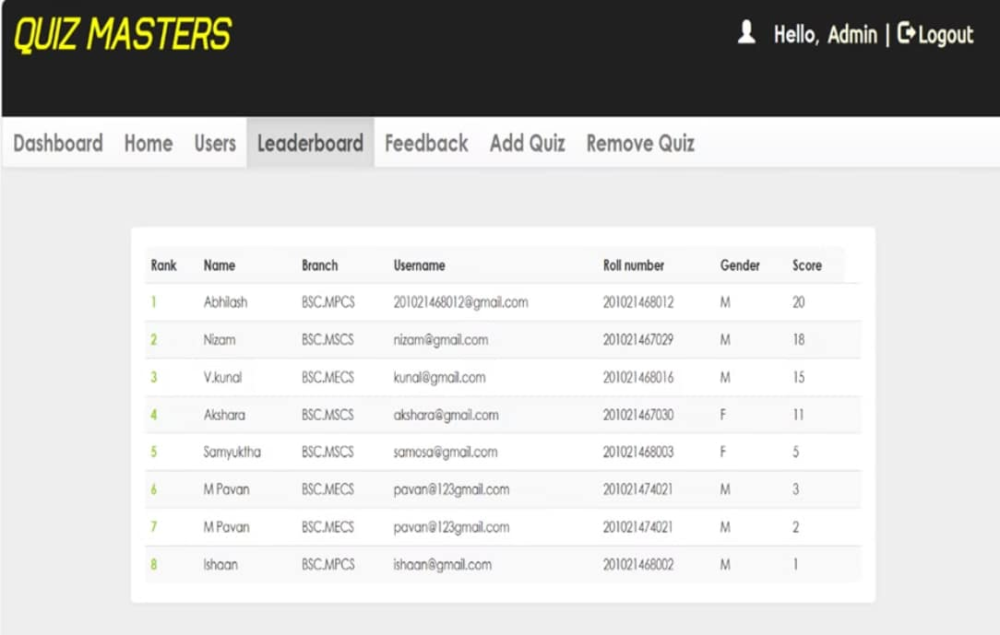 QUIZ MASTERS
Hello, Admin | Logout
Dashboard Home Users Leaderboard Feedback Add Quiz Remove Quiz
Rank Name Branch Username Roll number Gender Score
1 Abhilash BSC.MPCS 201021468012@gmail.com 201021468012 M 20
2 Nizam BSC.MSCS nizam@gmail.com 201021467029 M 18
3 V.kunal BSC.MECS kunal@gmail.com 201021468016 M 15
4 Akshara BSC.MSCS akshara@gmail.com 201021467030 F 11
5 Samyuktha BSC.MSCS samosa@gmail.com 201021468003 F 5
6 M Pavan BSC.MECS pavan@123gmail.com 201021474021 M 3
7 M Pavan BSC.MECS pavan@123gmail.com 201021474021 M 2
8 Ishaan BSC.MPCS ishaan@gmail.com 201021468002 M 1